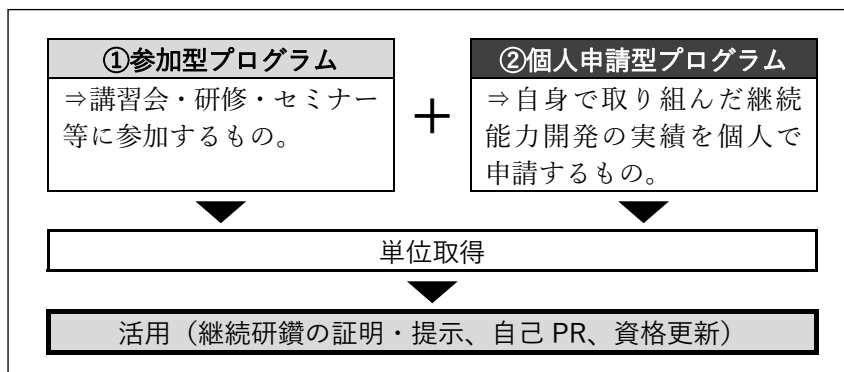 ①参加型プログラム
⇒講習会・研修・セミナー
等に参加するもの。
＋
②個人申請型プログラム
⇒自身で取り組んだ継続
能力開発の実績を個人で
申請するもの。
単位取得
活用（継続研鑽の証明・提示、自己 PR、資格更新）